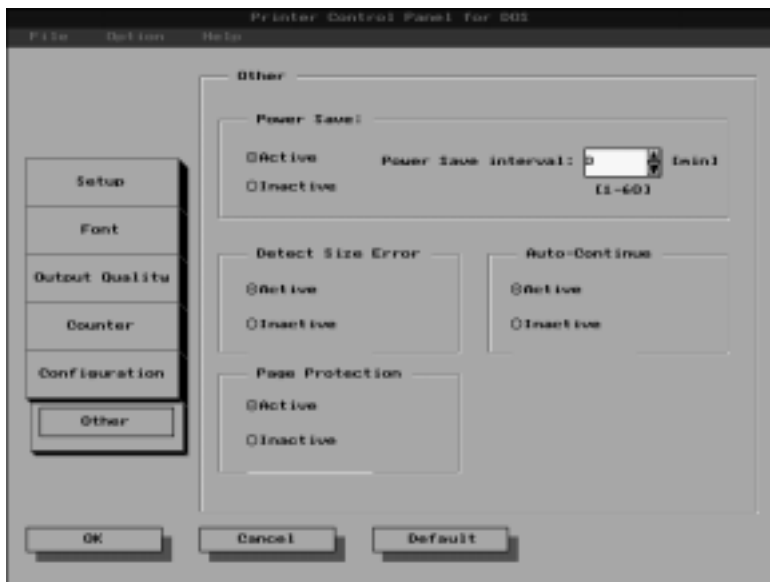 Printer Control Panel for DOS
File Option Help
Other
Power Save:
Active
Power Save interval: [min]
Inactive
[1-60]
Setup
Font
Output Quality
Counter
Configuration
Other
Detect Size Error
Active
Inactive
Auto-Continue
Active
Inactive
Page Protection
Active
Inactive
OK Cancel Default